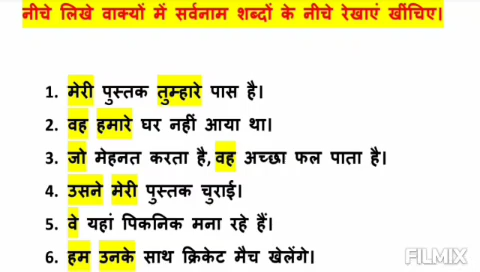 नीचे लिखे वाक्यों में सर्वनाम शब्दों के नीचे रेखाएं खींचिए।
1. मेरी पुस्तक तुम्हारे पास है।
2. वह हमारे घर नहीं आया था।
3. जो मेहनत करता है, वह अच्छा फल पाता है।
4. उसने मेरी पुस्तक चुराई।
5. वे यहां पिकनिक मना रहे हैं।
6. हम उनके साथ क्रिकेट मैच खेलेंगे।
FILMIX